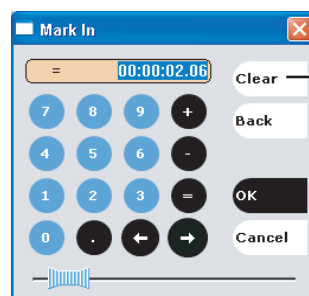 Mark In
= 00:00:02.06
Clear
7 8 9 +
Back
4 5 6 -
1 2 3 = OK
0 . ← → Cancel